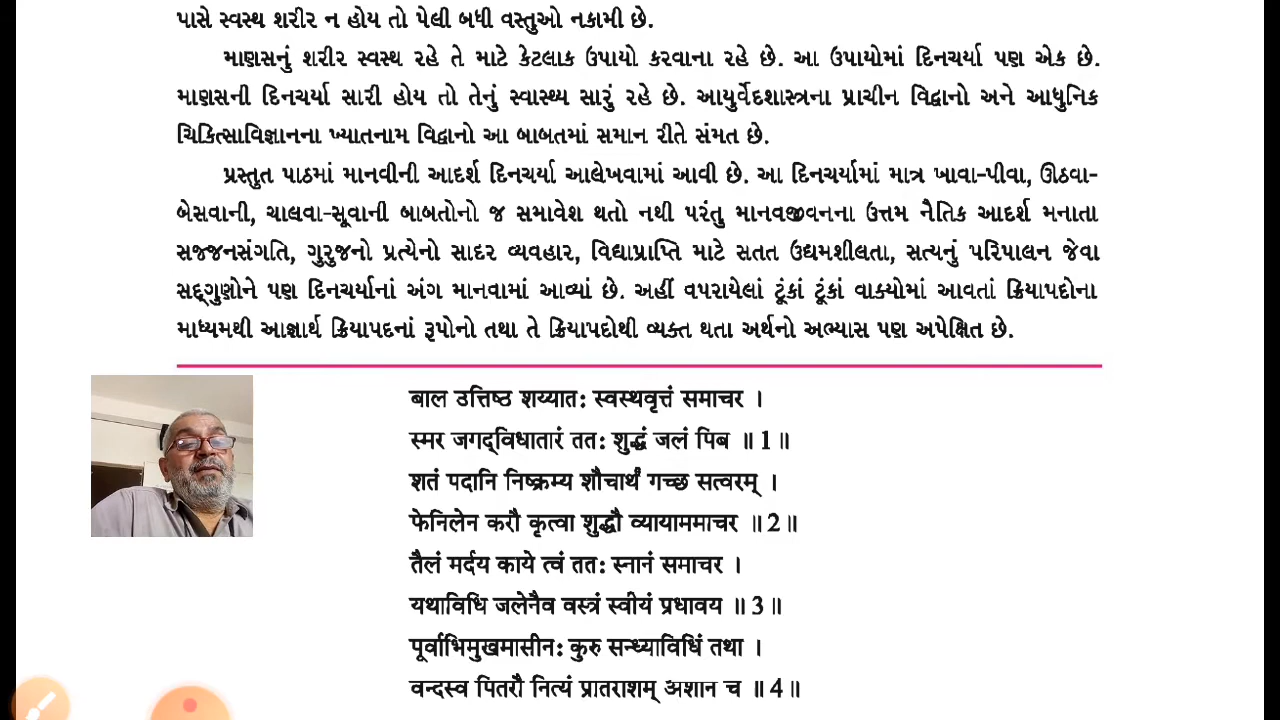 પાસે સ્વસ્થ શરીર ન હોય તો પેલી બધી વસ્તુઓ નકામી છે.
માણસનું શરીર સ્વસ્થ રહે તે માટે કેટલાક ઉપાયો કરવાના રહે છે. આ ઉપાયોમાં દિનચર્યા પણ એક છે.
માણસની દિનચર્યા સારી હોય તો તેનું સ્વાસ્થ્ય સારું રહે છે. આયુર્વેદશાસ્ત્રના પ્રાચીન વિદ્વાનો અને આધુનિક
ચિકિત્સાવિજ્ઞાનના ખ્યાતનામ વિદ્વાનો આ બાબતમાં સમાન રીતે સંમત છે.
પ્રસ્તુત પાઠમાં માનવીની આદર્શ દિનચર્યા આલેખવામાં આવી છે. આ દિનચર્યામાં માત્ર ખાવા-પીવા, ઊઠવા-
બેસવાની, ચાલવા-સૂવાની બાબતોનો જ સમાવેશ થતો નથી પરંતુ માનવજીવનના ઉત્તમ નૈતિક આદર્શ મનાતા
સજ્જનસંગતિ, ગુરુજનો પ્રત્યેનો સાદર વ્યવહાર, વિદ્યાપ્રાપ્તિ માટે સતત ઉદ્યમશીલતા, સત્યનું પરિપાલન જેવા
સદ્ગુણોને પણ દિનચર્યાનાં અંગ માનવામાં આવ્યાં છે. અહીં વપરાયેલાં ટૂંકાં ટૂંકાં વાક્યોમાં આવતાં ક્રિયાપદોના
માધ્યમથી આજ્ઞાર્થ ક્રિયાપદનાં રૂપોનો તથા તે ક્રિયાપદોથી વ્યક્ત થતા અર્થનો અભ્યાસ પણ અપેક્ષિત છે.
बाल उत्तिष्ठ शय्यातः स्वस्थवृत्तं समाचर ।
स्मर जगद्विधातारं ततः शुद्धं जलं पिब ॥ 1 ॥
शतं पदानि निष्क्रम्य शौचार्थं गच्छ सत्वरम् ।
फेनिलेन करौ कृत्वा शुद्धौ व्यायाममाचर ॥ 2 ॥
तैलं मर्दय काये त्वं ततः स्नानं समाचर ।
यथाविधि जलेनैव वस्त्रं स्वीयं प्रधावय ॥ 3 ॥
पूर्वाभिमुखमासीनः कुरु सन्ध्याविधिं तथा ।
वन्दस्व पितरौ नित्यं प्रातराशम् अशान च ॥ 4 ॥